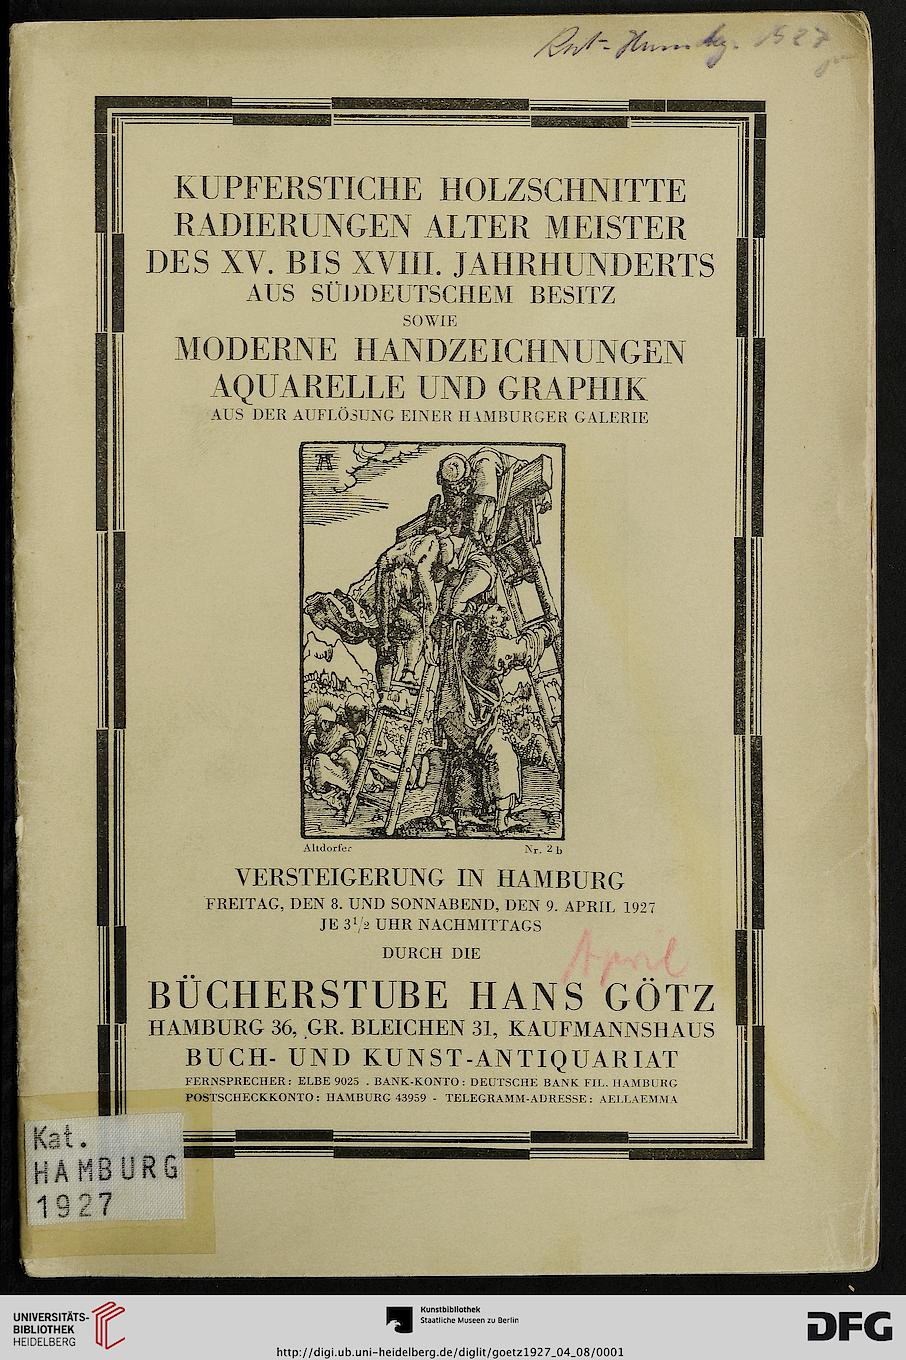 1927
KUPFERSTICHE HOLZSCHNITTE
RADIERUNGEN ALTER MEISTER
DES XV. BIS XVIII. JAHRHUNDERTS
AUS SÜDDEUTSCHEM BESITZ
SOWIE
MODERNE HANDZEICHNUNGEN
AQUARELLE UND GRAPHIK
AUS DER AUFLÖSUNG EINER HAMBURGER GALERIE
Altdorfer Nr. 2 b
VERSTEIGERUNG IN HAMBURG
FREITAG, DEN 8. UND SONNABEND, DEN 9. APRIL 1927
JE 3 1/2 UHR NACHMITTAGS
DURCH DIE
April
BÜCHERSTUBE HANS GÖTZ
HAMBURG 36, GR. BLEICHEN 31, KAUFMANNSHAUS
BUCH- UND KUNST-ANTIQUARIAT
FERNSPRECHER: ELBE 9025 . BANK-KONTO: DEUTSCHE BANK FIL. HAMBURG
POSTSCHECKKONTO: HAMBURG 43959 - TELEGRAMM-ADRESSE: AELLAEMMA
Kat.
HAMBURG
1927
UNIVERSITÄTS-
BIBLIOTHEK
HEIDELBERG
Kunstbibliothek
Staatliche Museen zu Berlin
DFG
http://digi.ub.uni-heidelberg.de/diglit/goetz1927_04_08/0001